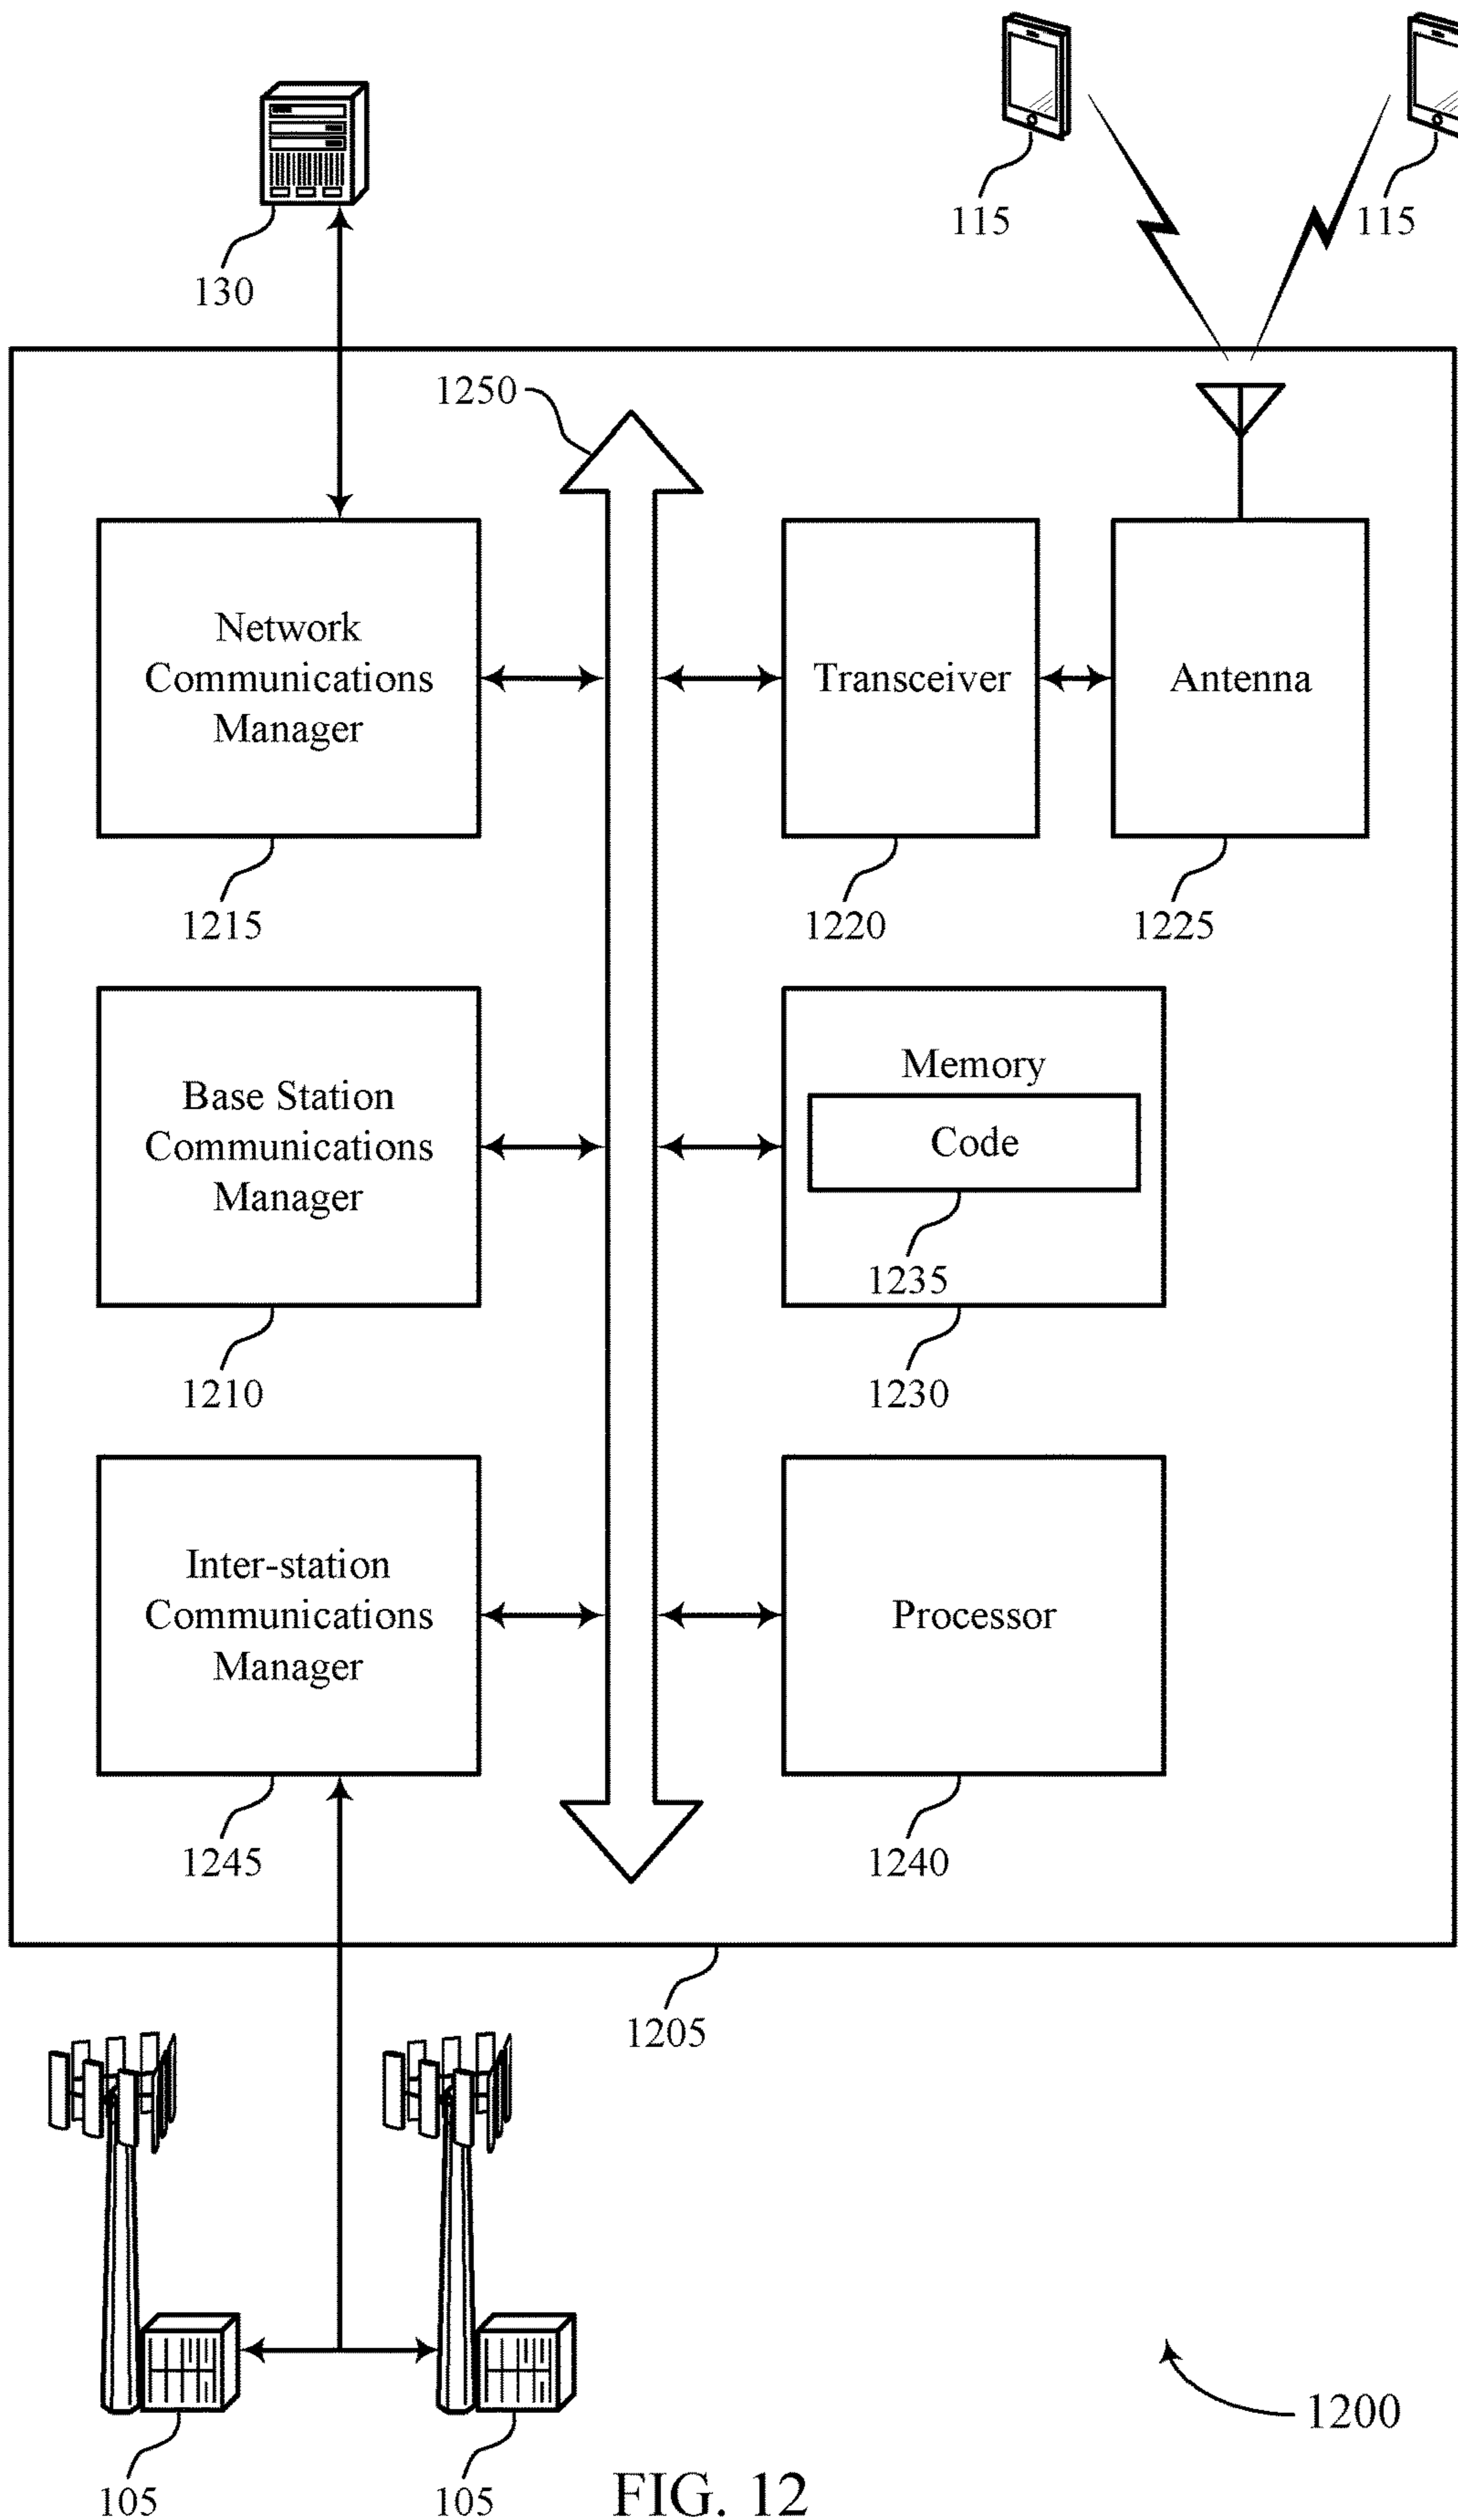 115
115
130
1250
Network
Communications
Manager
Transceiver
Antenna
1215
1220
1225
Base Station
Communications
Manager
Memory
Code
1235
1210
1230
Inter-station
Communications
Manager
Processor
1245
1240
1205
1200
105
105
FIG. 12